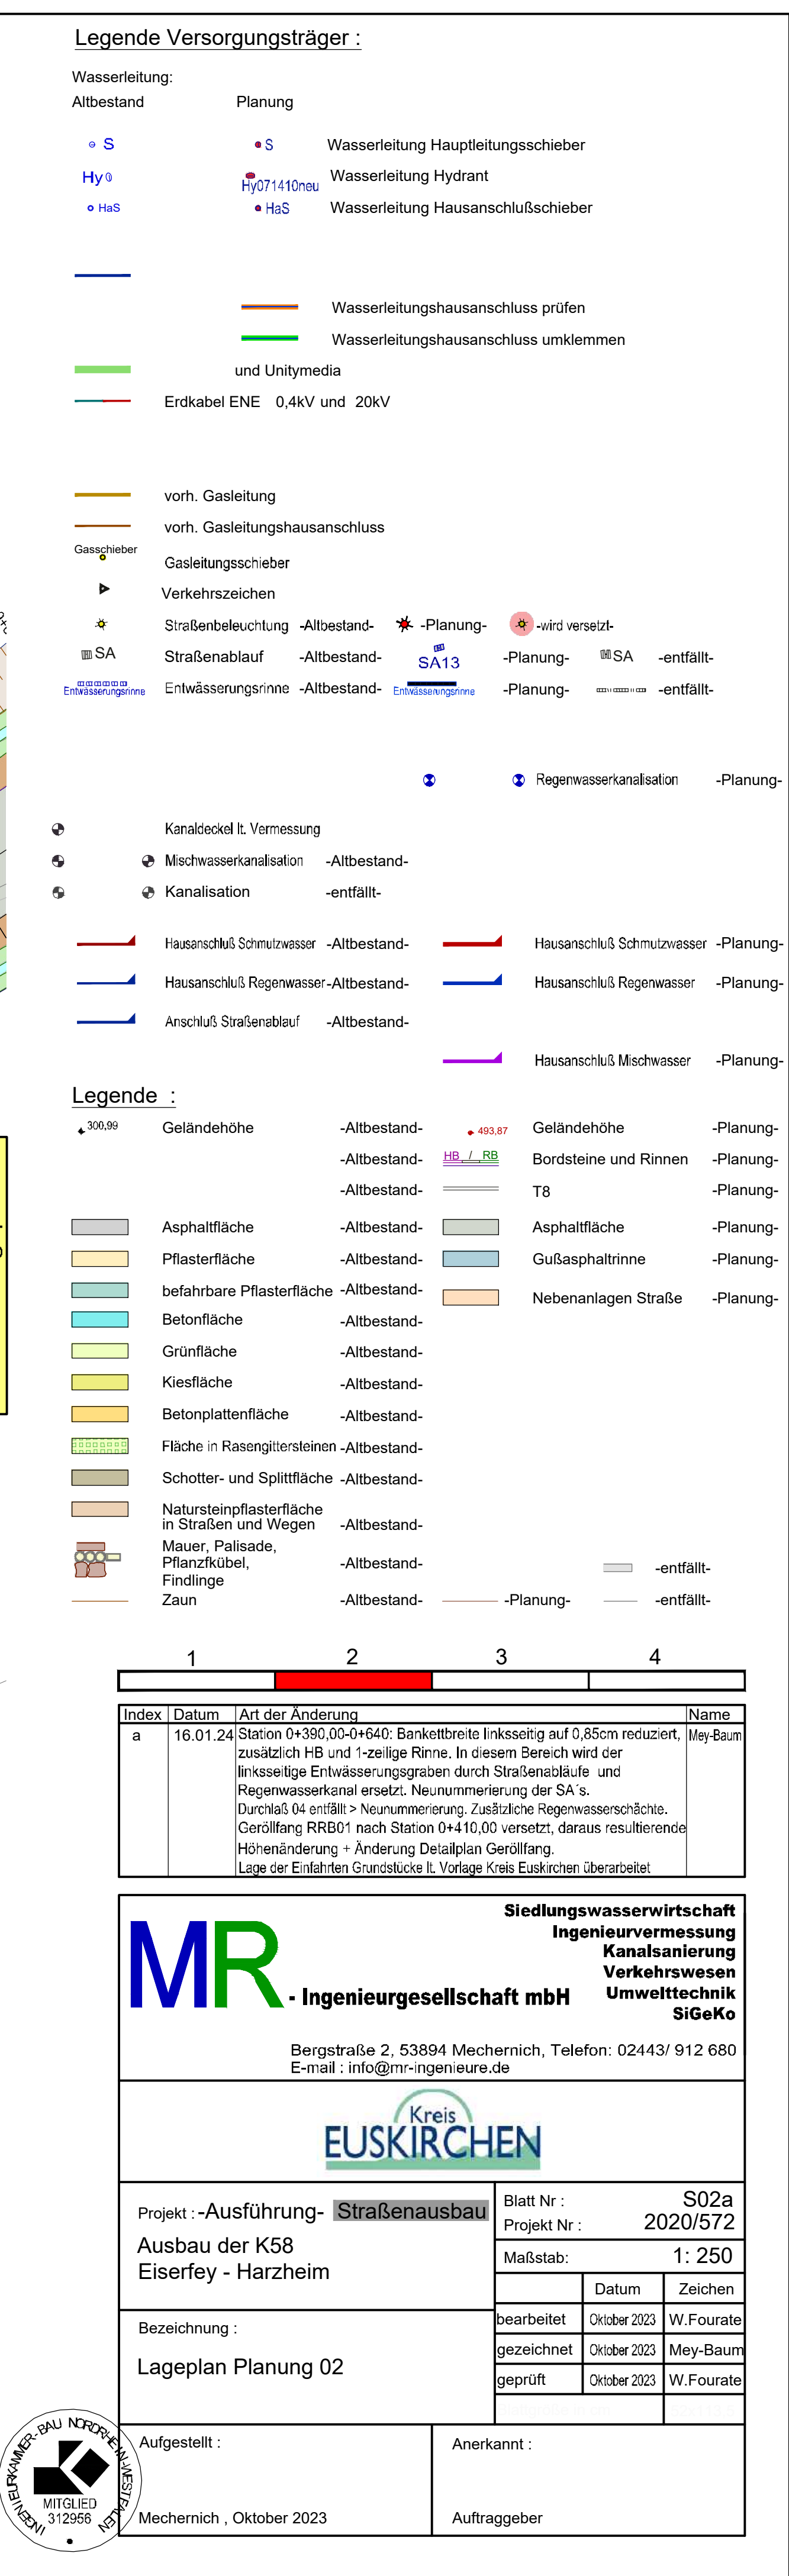 Legende Versorgungsträger :
Wasserleitung:
Altbestand Planung
S S Wasserleitung Hauptleitungsschieber
Hy Hy071410neu Wasserleitung Hydrant
HaS HaS Wasserleitung Hausanschlußschieber
Wasserleitungshausanschluss prüfen
Wasserleitungshausanschluss umklemmen
und Unitymedia
Erdkabel ENE 0,4kV und 20kV
vorh. Gasleitung
vorh. Gasleitungshausanschluss
Gasschieber Gasleitungsschieber
Verkehrszeichen
Straßenbeleuchtung -Altbestand- -Planung- -wird versetzt-
SA Straßenablauf -Altbestand- SA13 -Planung- SA -entfällt-
Entwässerungsrinne Entwässerungsrinne -Altbestand- Entwässerungsrinne -Planung- -entfällt-
Regenwasserkanalisation -Planung-
Kanaldeckel lt. Vermessung
Mischwasserkanalisation -Altbestand-
Kanalisation -entfällt-
Hausanschluß Schmutzwasser -Altbestand- Hausanschluß Schmutzwasser -Planung-
Hausanschluß Regenwasser -Altbestand- Hausanschluß Regenwasser -Planung-
Anschluß Straßenablauf -Altbestand-
Hausanschluß Mischwasser -Planung-
Legende :
300,99 Geländehöhe -Altbestand- 493,87 Geländehöhe -Planung-
-Altbestand- HB / RB Bordsteine und Rinnen -Planung-
-Altbestand- T8 -Planung-
Asphaltfläche -Altbestand- Asphaltfläche -Planung-
Pflasterfläche -Altbestand- Gußasphaltrinne -Planung-
befahrbare Pflasterfläche -Altbestand- Nebenanlagen Straße -Planung-
Betonfläche -Altbestand-
Grünfläche -Altbestand-
Kiesfläche -Altbestand-
Betonplattenfläche -Altbestand-
Fläche in Rasengittersteinen -Altbestand-
Schotter- und Splittfläche -Altbestand-
Natursteinpflasterfläche
in Straßen und Wegen -Altbestand-
Mauer, Palisade,
Pflanzfkübel, -Altbestand- -entfällt-
Findlinge
Zaun -Altbestand- -Planung- -entfällt-
1 2 3 4
Index Datum Art der Änderung Name
a 16.01.24 Station 0+390,00-0+640: Bankettbreite linksseitig auf 0,85cm reduziert, Mey-Baum
zusätzlich HB und 1-zeilige Rinne. In diesem Bereich wird der
linksseitige Entwässerungsgraben durch Straßenabläufe und
Regenwasserkanal ersetzt. Neunummerierung der SA´s.
Durchlaß 04 entfällt > Neunummerierung. Zusätzliche Regenwasserschächte.
Geröllfang RRB01 nach Station 0+410,00 versetzt, daraus resultierende
Höhenänderung + Änderung Detailplan Geröllfang.
Lage der Einfahrten Grundstücke lt. Vorlage Kreis Euskirchen überarbeitet
Siedlungswasserwirtschaft
Ingenieurvermessung
Kanalsanierung
Verkehrswesen
Umwelttechnik
SiGeKo
MR - Ingenieurgesellschaft mbH
Bergstraße 2, 53894 Mechernich, Telefon: 02443/ 912 680
E-mail : info@mr-ingenieure.de
Kreis
EUSKIRCHEN
Projekt : -Ausführung- Straßenausbau
Ausbau der K58
Eiserfey - Harzheim
Blatt Nr : S02a
Projekt Nr : 2020/572
Maßstab: 1: 250
Datum Zeichen
bearbeitet Oktober 2023 W.Fourate
gezeichnet Oktober 2023 Mey-Baum
geprüft Oktober 2023 W.Fourate
Bezeichnung :
Lageplan Planung 02
Aufgestellt :
Mechernich , Oktober 2023
Anerkannt :
Auftraggeber
INGENIEURKAMMER-BAU NORDRHEIN-WESTFALEN
MITGLIED
312956